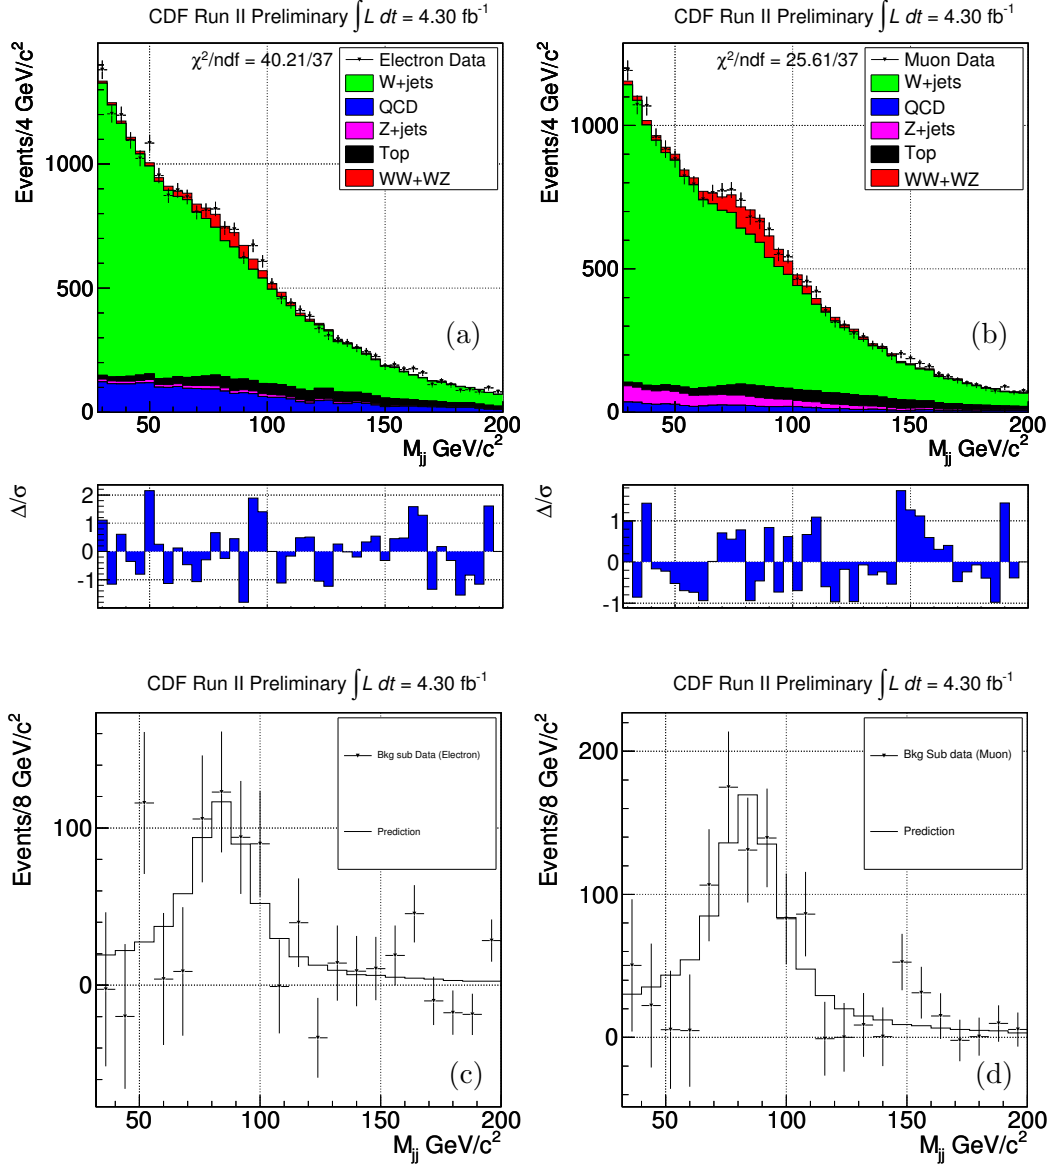 CDF Run II Preliminary ∫L dt = 4.30 fb⁻¹
Events/4 GeV/c²
χ²/ndf = 40.21/37
Electron Data
W+jets
QCD
Z+jets
Top
WW+WZ
1000
500
0
(a)
50 100 150 200
M_jj GeV/c²
Δ/σ
2
1
0
-1
CDF Run II Preliminary ∫L dt = 4.30 fb⁻¹
Events/4 GeV/c²
χ²/ndf = 25.61/37
Muon Data
W+jets
QCD
Z+jets
Top
WW+WZ
1000
500
0
(b)
50 100 150 200
M_jj GeV/c²
Δ/σ
1
0
-1
CDF Run II Preliminary ∫L dt = 4.30 fb⁻¹
Events/8 GeV/c²
Bkg sub Data (Electron)
Prediction
100
0
(c)
50 100 150 200
M_jj GeV/c²
CDF Run II Preliminary ∫L dt = 4.30 fb⁻¹
Events/8 GeV/c²
Bkg Sub data (Muon)
Prediction
200
100
0
(d)
50 100 150 200
M_jj GeV/c²